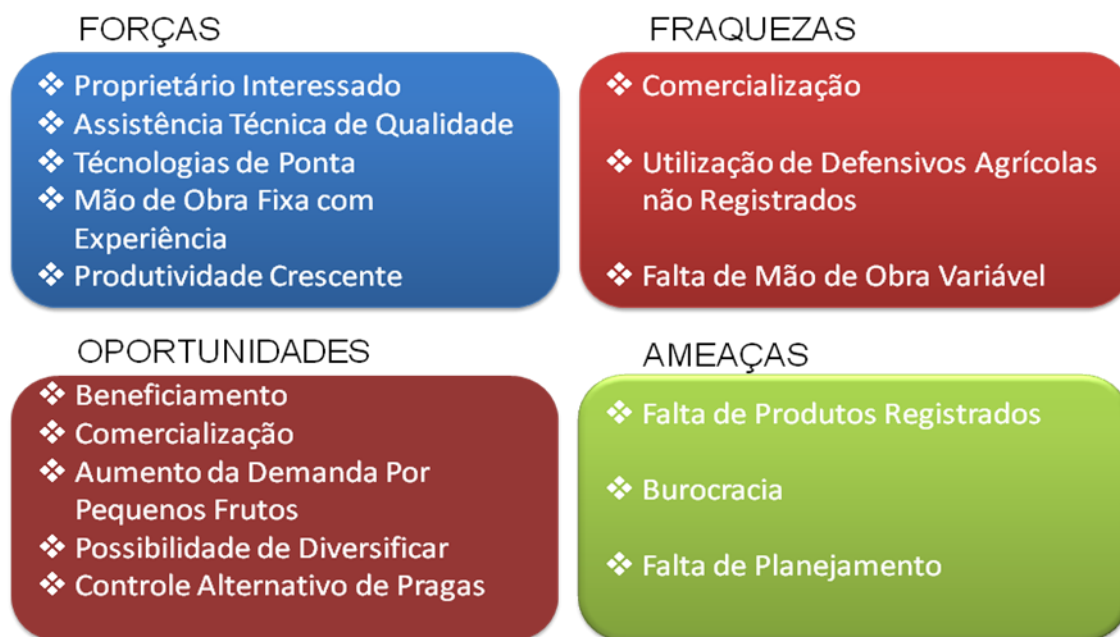 FORÇAS
❖ Proprietário Interessado
❖ Assistência Técnica de Qualidade
❖ Técnologias de Ponta
❖ Mão de Obra Fixa com
Experiência
❖ Produtividade Crescente
FRAQUEZAS
❖ Comercialização
❖ Utilização de Defensivos Agrícolas
não Registrados
❖ Falta de Mão de Obra Variável
OPORTUNIDADES
❖ Beneficiamento
❖ Comercialização
❖ Aumento da Demanda Por
Pequenos Frutos
❖ Possibilidade de Diversificar
❖ Controle Alternativo de Pragas
AMEAÇAS
❖ Falta de Produtos Registrados
❖ Burocracia
❖ Falta de Planejamento